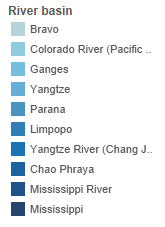 River basin
Bravo
Colorado River (Pacific ..
Ganges
Yangtze
Parana
Limpopo
Yangtze River (Chang J..
Chao Phraya
Mississippi River
Mississippi